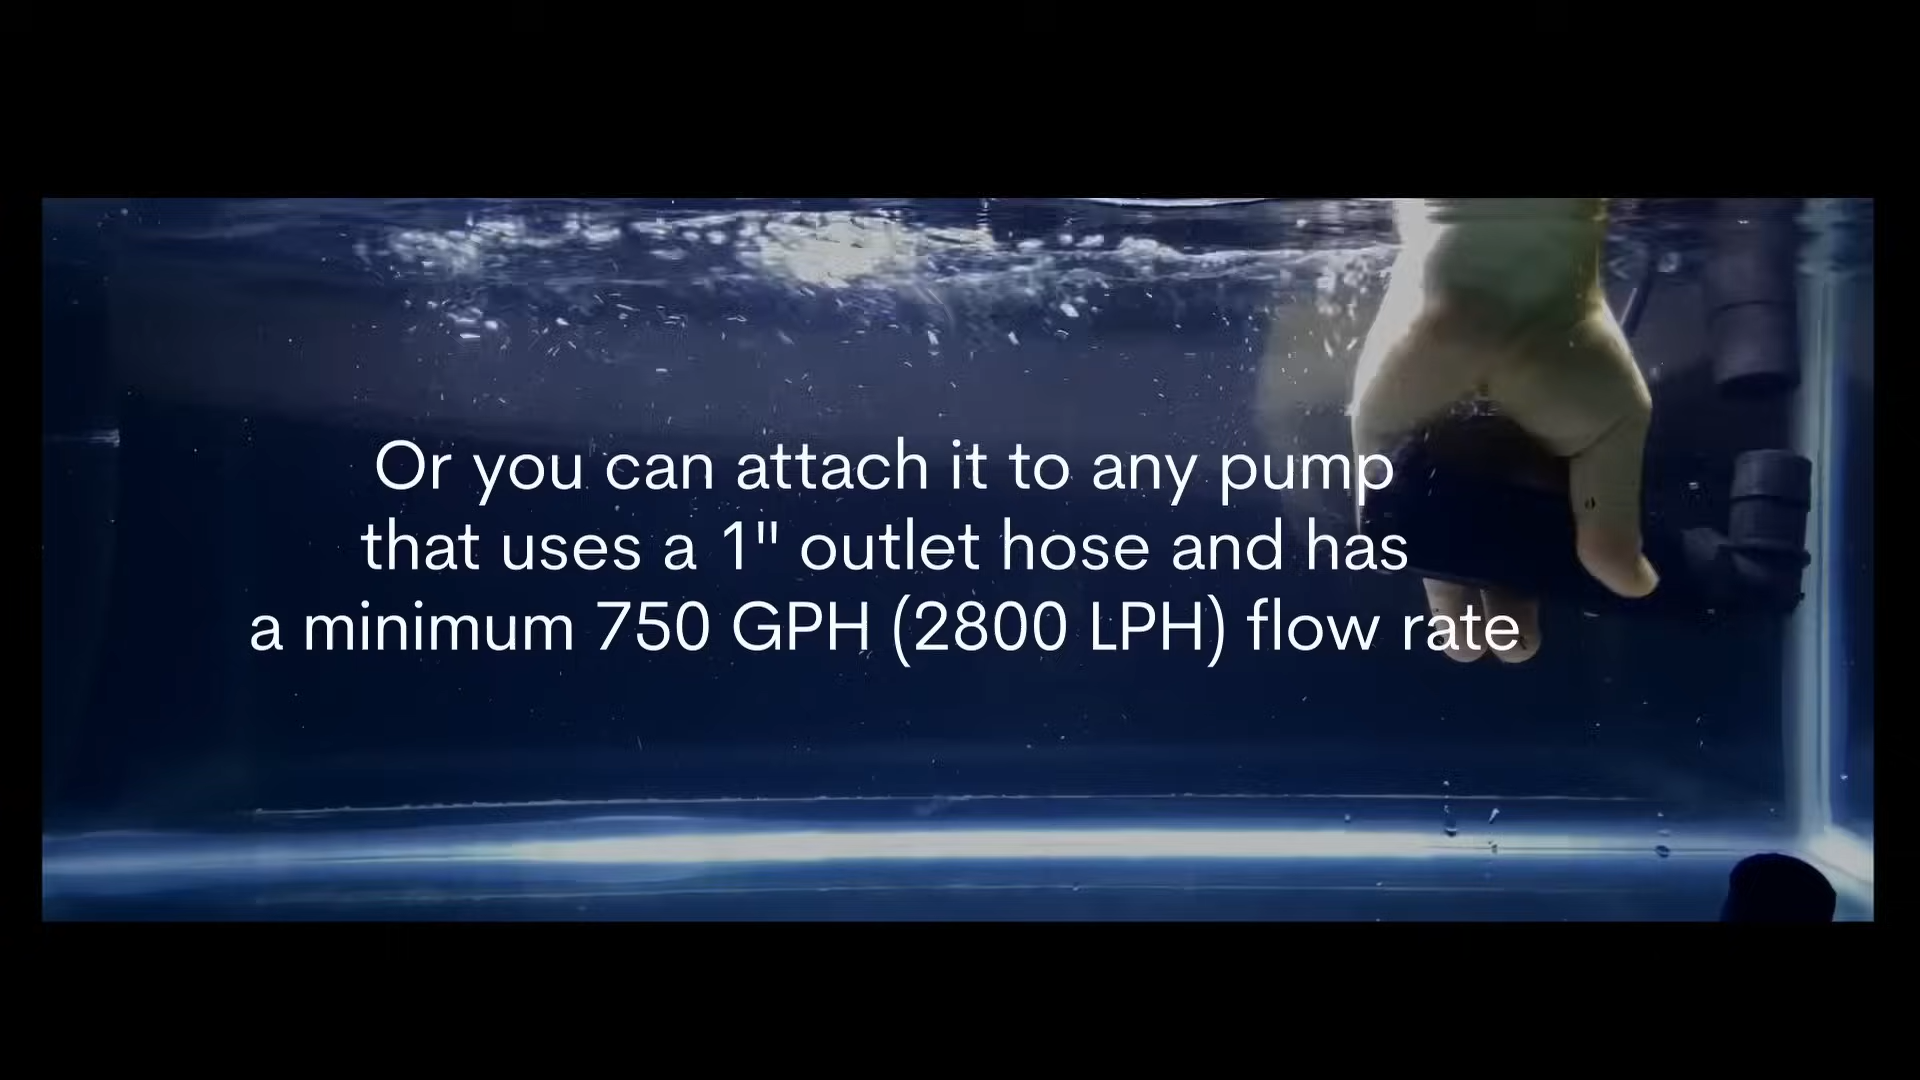 Or you can attach it to any pump
that uses a 1" outlet hose and has
a minimum 750 GPH (2800 LPH) flow rate